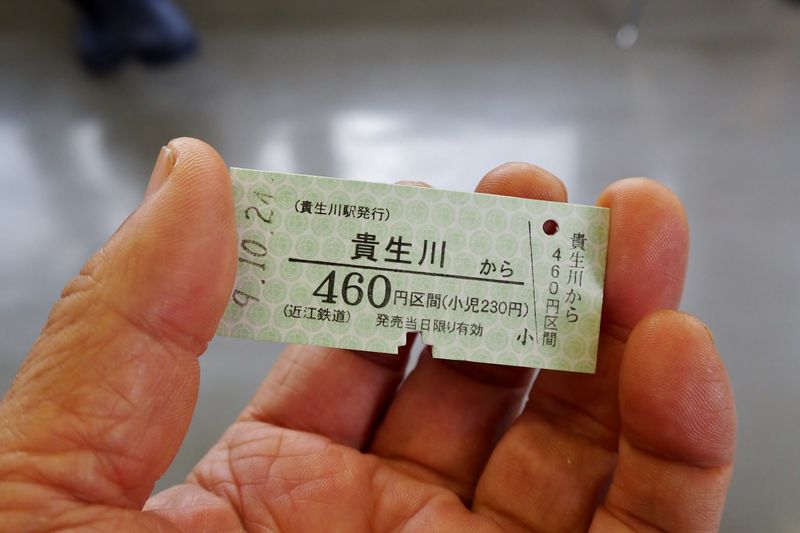 9.10.21
(貴生川駅発行)
貴生川
から
460円区間(小児230円)
(近江鉄道) 発売当日限り有効
小
貴生川から
460円区間